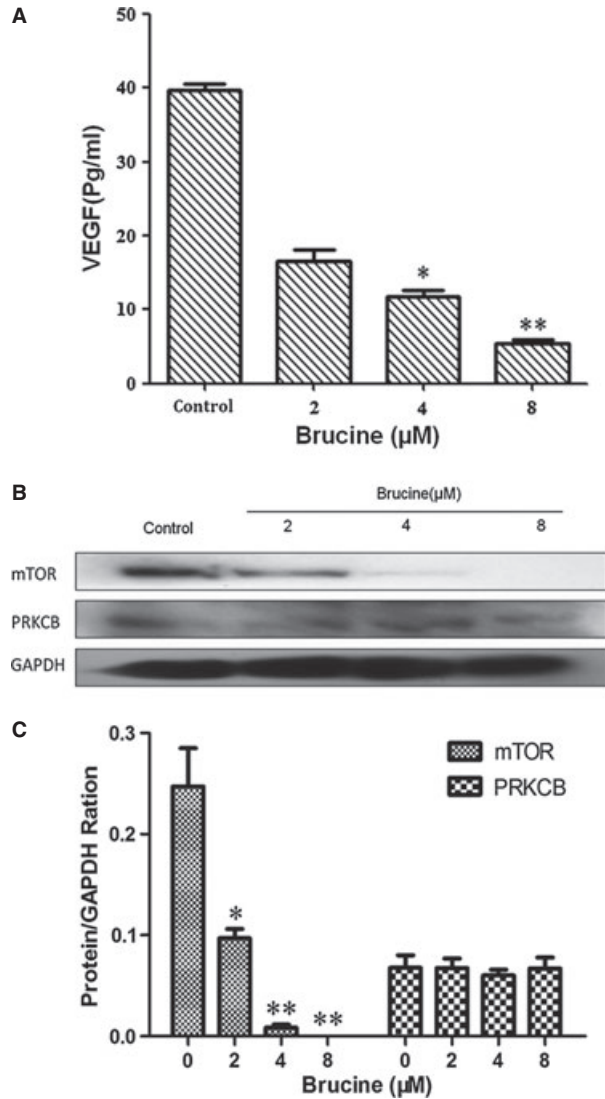 A
VEGF(Pg/ml)
50
40
30
20
10
0
*
**
Control 2 4 8
Brucine (µM)
B
Brucine(µM)
Control 2 4 8
mTOR
PRKCB
GAPDH
C
Protein/GAPDH Ration
0.3
0.2
0.1
0.0
mTOR
PRKCB
*
**
**
0 2 4 8 0 2 4 8
Brucine (µM)